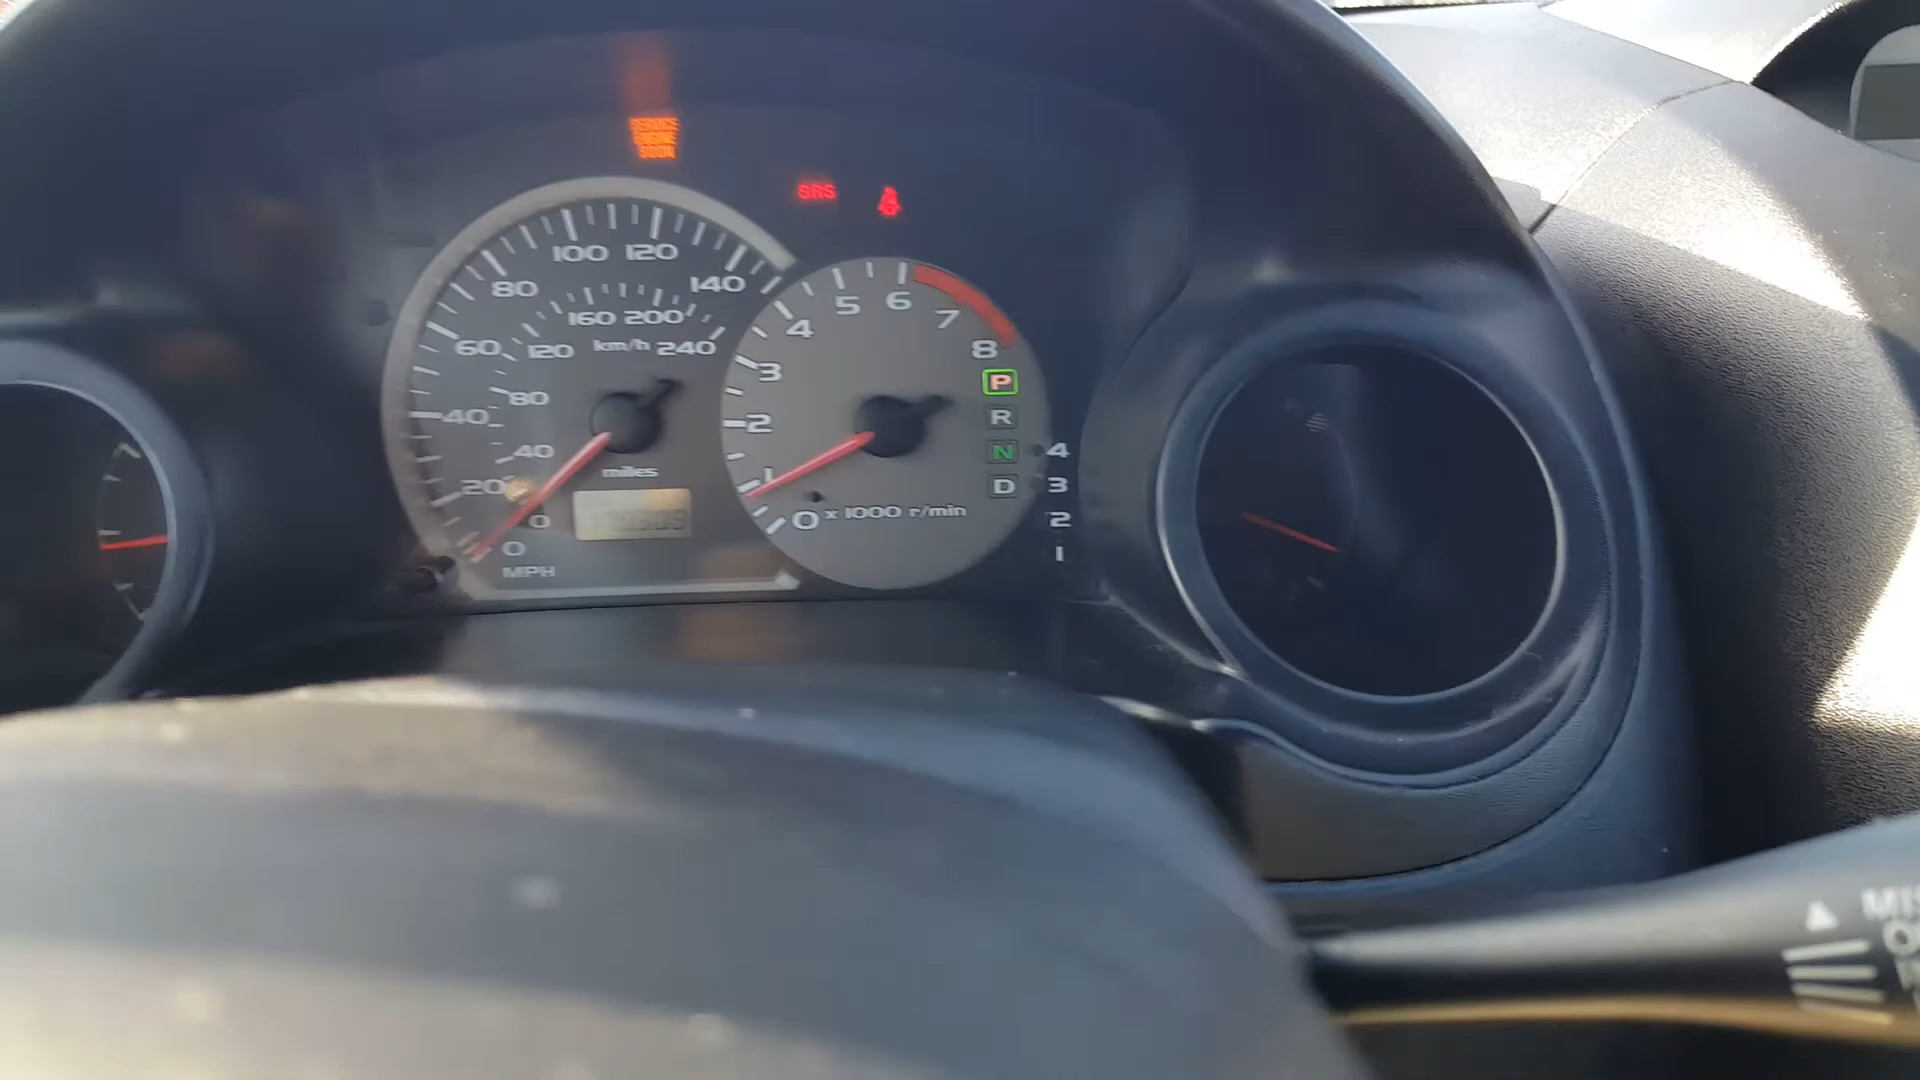 SERVICE
ENGINE
SOON
SRS
100 120
80 140
160 200
60 120 km/h 240
80
40
40
miles
20
0
0
MPH
5 6
4 7
3 8
2
1
0 x 1000 r/min
P
R
N 4
D 3
2
1